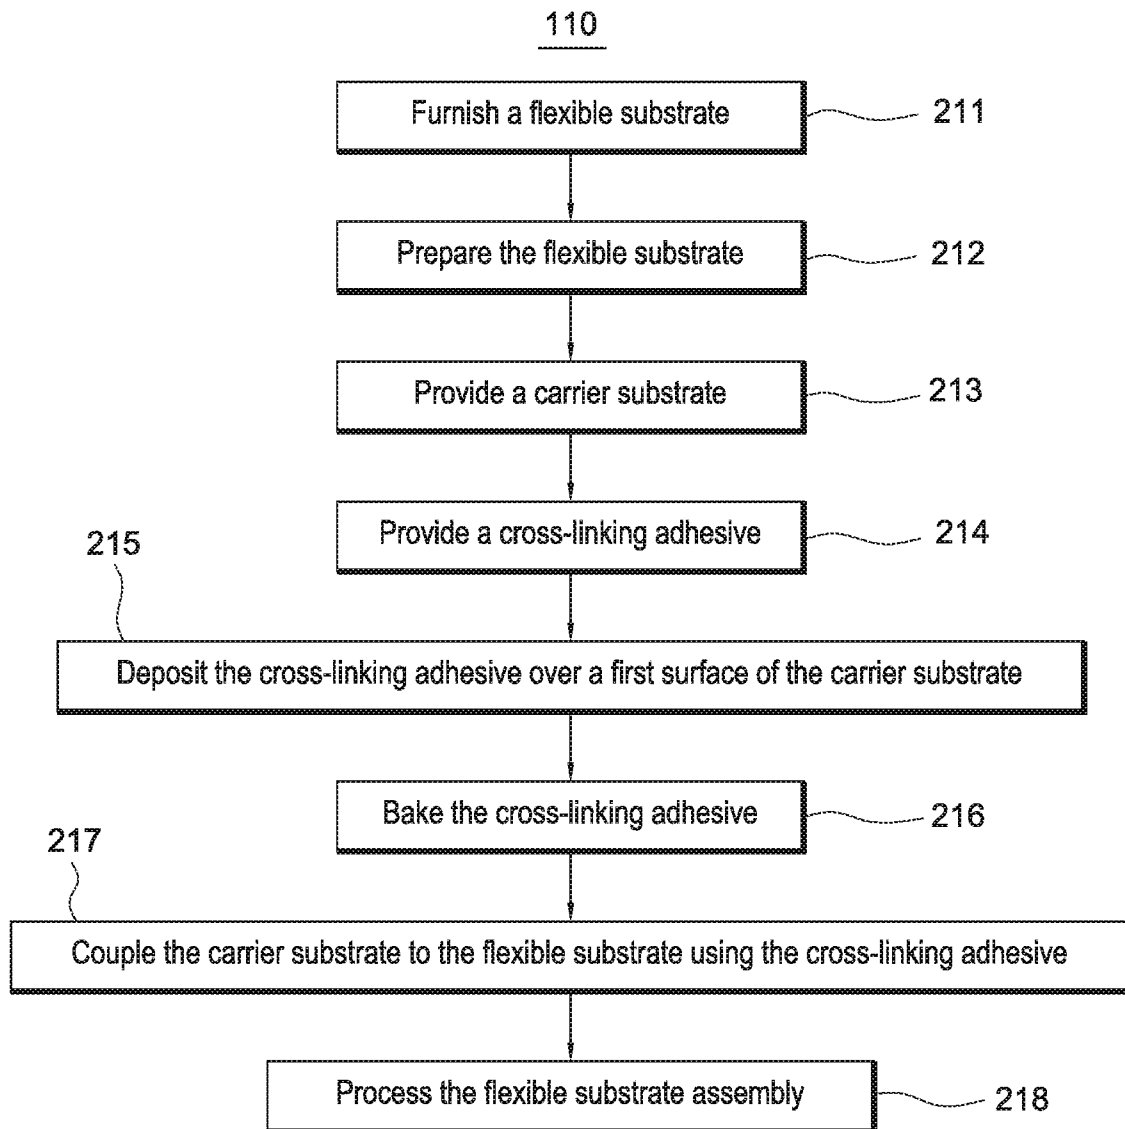 110
Furnish a flexible substrate
211
Prepare the flexible substrate
212
Provide a carrier substrate
213
Provide a cross-linking adhesive
214
215
Deposit the cross-linking adhesive over a first surface of the carrier substrate
Bake the cross-linking adhesive
216
217
Couple the carrier substrate to the flexible substrate using the cross-linking adhesive
Process the flexible substrate assembly
218